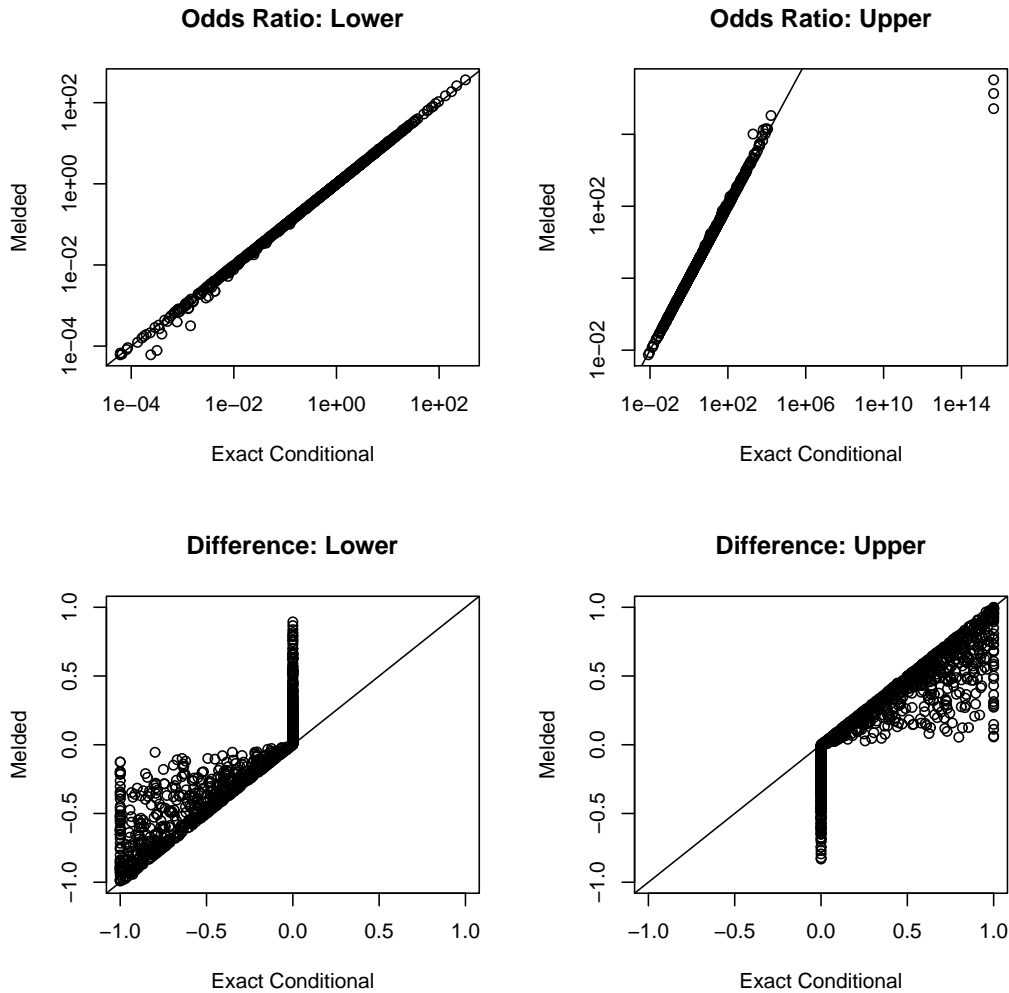 Odds Ratio: Lower
Melded
1e+02
1e+00
1e−02
1e−04
1e−04 1e−02 1e+00 1e+02
Exact Conditional
Odds Ratio: Upper
Melded
1e+02
1e−02
1e−02 1e+02 1e+06 1e+10 1e+14
Exact Conditional
Difference: Lower
Melded
1.0
0.5
0.0
−0.5
−1.0
−1.0 −0.5 0.0 0.5 1.0
Exact Conditional
Difference: Upper
Melded
1.0
0.5
0.0
−0.5
−1.0
−1.0 −0.5 0.0 0.5 1.0
Exact Conditional